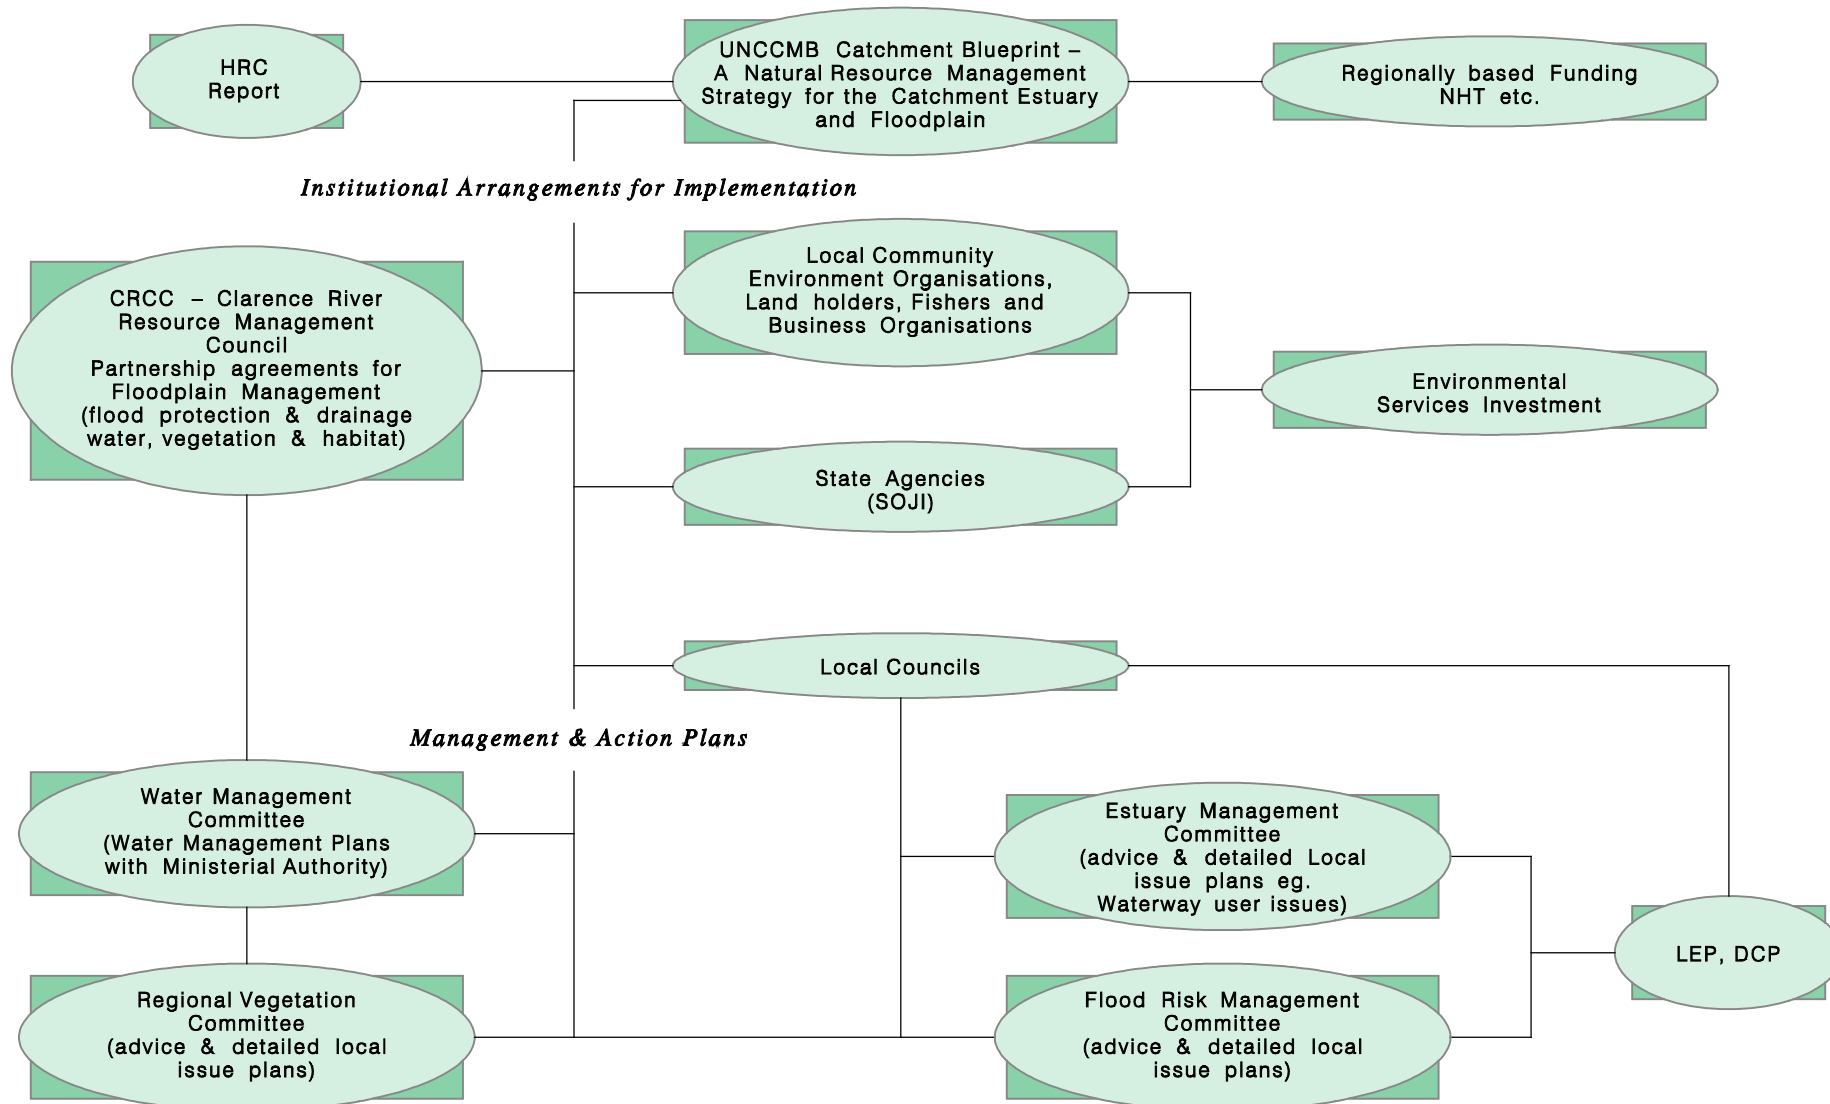 HRC
Report
UNCCMB Catchment Blueprint –
A Natural Resource Management
Strategy for the Catchment Estuary
and Floodplain
Regionally based Funding
NHT etc.
Institutional Arrangements for Implementation
CRCC – Clarence River
Resource Management
Council
Partnership agreements for
Floodplain Management
(flood protection & drainage
water, vegetation & habitat)
Local Community
Environment Organisations,
Land holders, Fishers and
Business Organisations
Environmental
Services Investment
State Agencies
(SOJI)
Local Councils
Management & Action Plans
Water Management
Committee
(Water Management Plans
with Ministerial Authority)
Estuary Management
Committee
(advice & detailed Local
issue plans eg.
Waterway user issues)
LEP, DCP
Regional Vegetation
Committee
(advice & detailed local
issue plans)
Flood Risk Management
Committee
(advice & detailed local
issue plans)